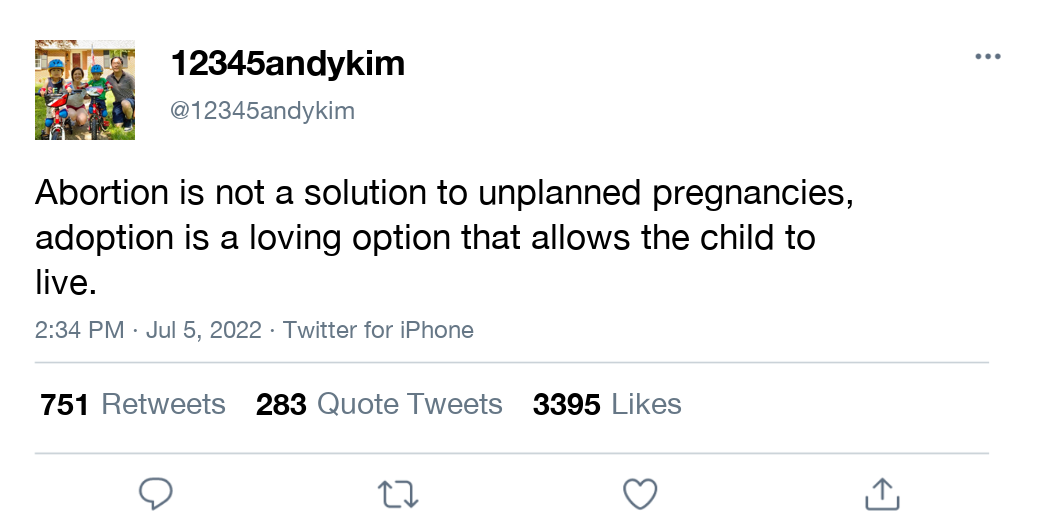 12345andykim
@12345andykim
Abortion is not a solution to unplanned pregnancies,
adoption is a loving option that allows the child to
live.
2:34 PM · Jul 5, 2022 · Twitter for iPhone
751 Retweets 283 Quote Tweets 3395 Likes